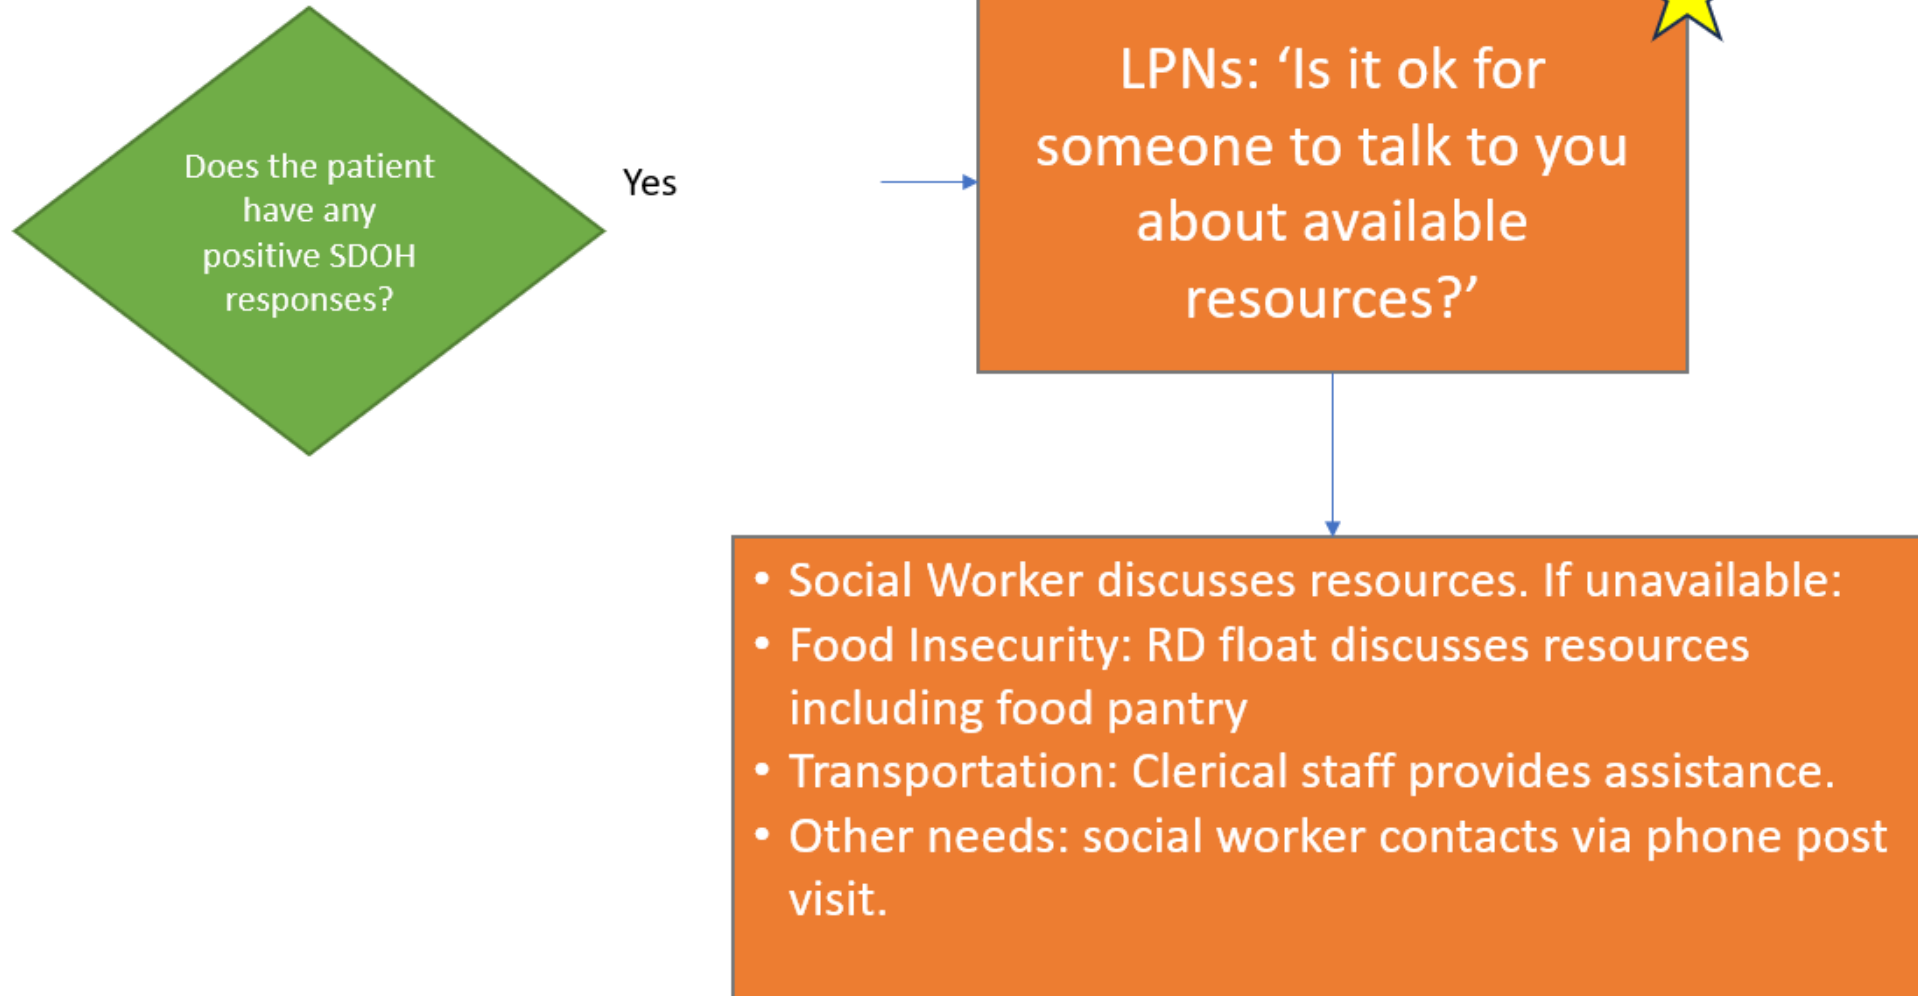 Does the patient
have any
positive SDOH
responses?
Yes
LPNs: ‘Is it ok for
someone to talk to you
about available
resources?’
• Social Worker discusses resources. If unavailable:
• Food Insecurity: RD float discusses resources
including food pantry
• Transportation: Clerical staff provides assistance.
• Other needs: social worker contacts via phone post
visit.